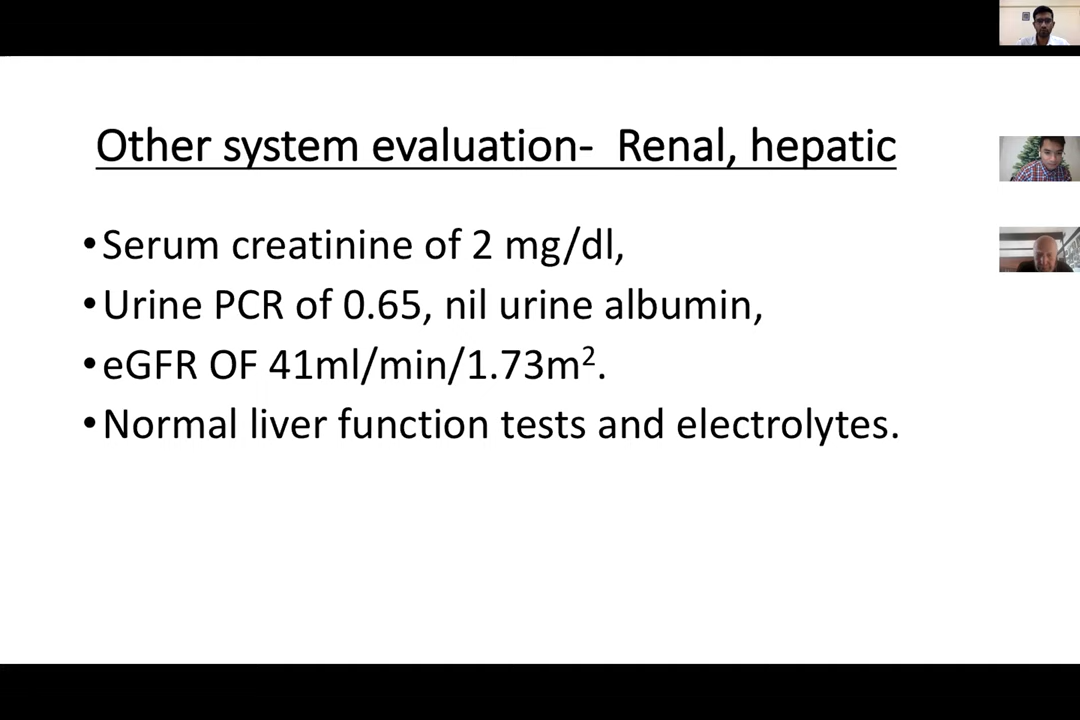 Other system evaluation- Renal, hepatic
•Serum creatinine of 2 mg/dl,
•Urine PCR of 0.65, nil urine albumin,
•eGFR OF 41ml/min/1.73m².
•Normal liver function tests and electrolytes.